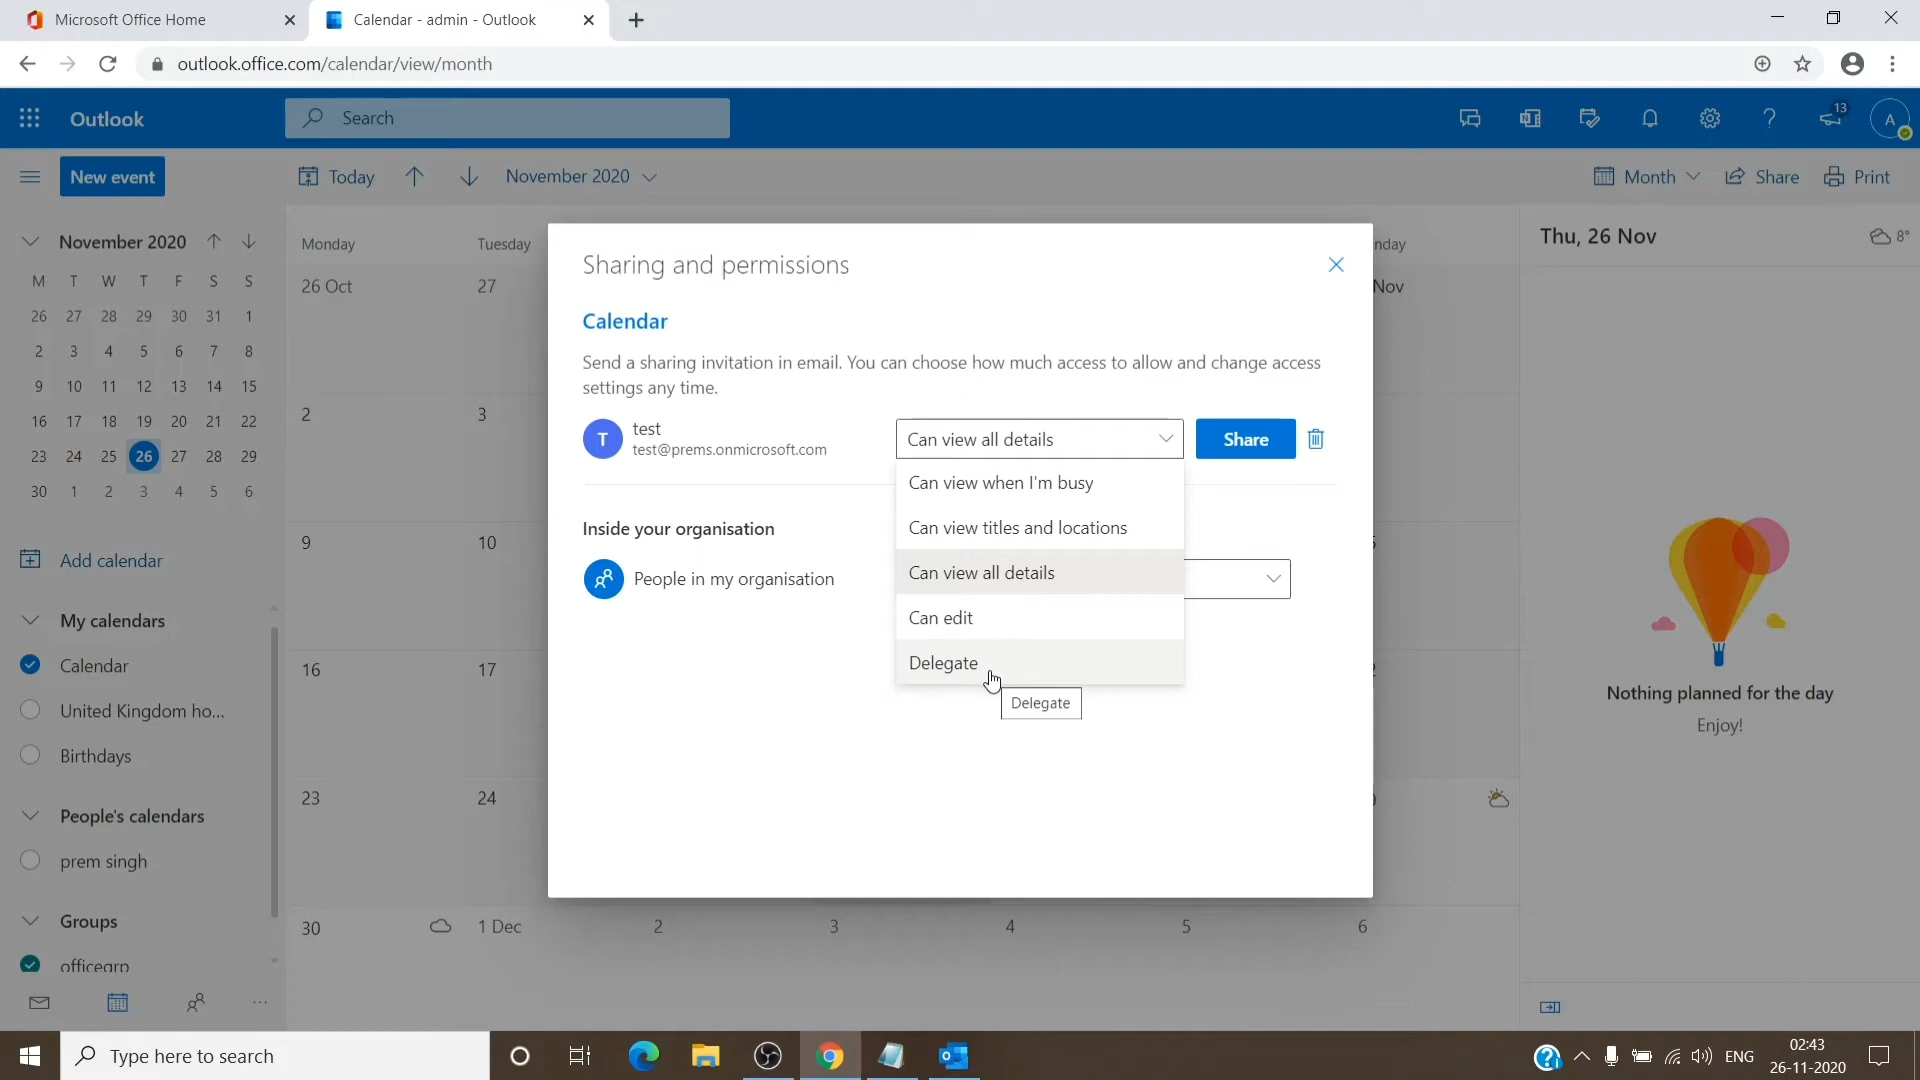 Microsoft Office Home
Calendar - admin - Outlook
outlook.office.com/calendar/view/month
Outlook
Search
13
A
New event
Today
November 2020
Month
Share
Print
November 2020
M T W T F S S
26 27 28 29 30 31 1
2 3 4 5 6 7 8
9 10 11 12 13 14 15
16 17 18 19 20 21 22
23 24 25 26 27 28 29
30 1 2 3 4 5 6
Add calendar
My calendars
Calendar
United Kingdom ho...
Birthdays
People's calendars
prem singh
Groups
officegrp
Monday
Tuesday
nday
26 Oct
27
Nov
2
3
9
10
16
17
23
24
30
1 Dec
2
3
4
5
6
Sharing and permissions
Calendar
Send a sharing invitation in email. You can choose how much access to allow and change access
settings any time.
T
test
test@prems.onmicrosoft.com
Can view all details
Share
Can view when I'm busy
Can view titles and locations
Can view all details
Can edit
Delegate
Delegate
Inside your organisation
People in my organisation
Thu, 26 Nov
8°
Nothing planned for the day
Enjoy!
Type here to search
ENG
02:43
26-11-2020